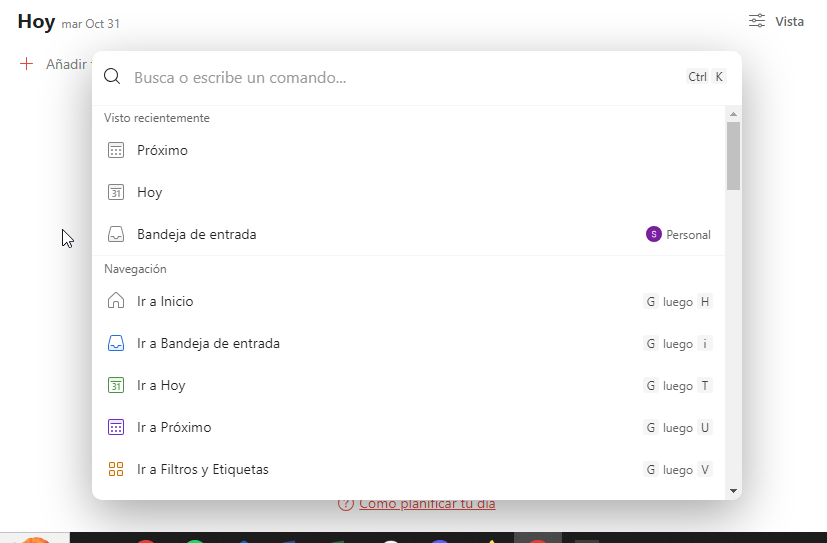 Hoy mar Oct 31
Vista
Añadir
Busca o escribe un comando...
Ctrl K
Visto recientemente
Próximo
31 Hoy
Bandeja de entrada
S Personal
Navegación
Ir a Inicio
G luego H
Ir a Bandeja de entrada
G luego i
31 Ir a Hoy
G luego T
Ir a Próximo
G luego U
Ir a Filtros y Etiquetas
G luego V
? Cómo planificar tu día